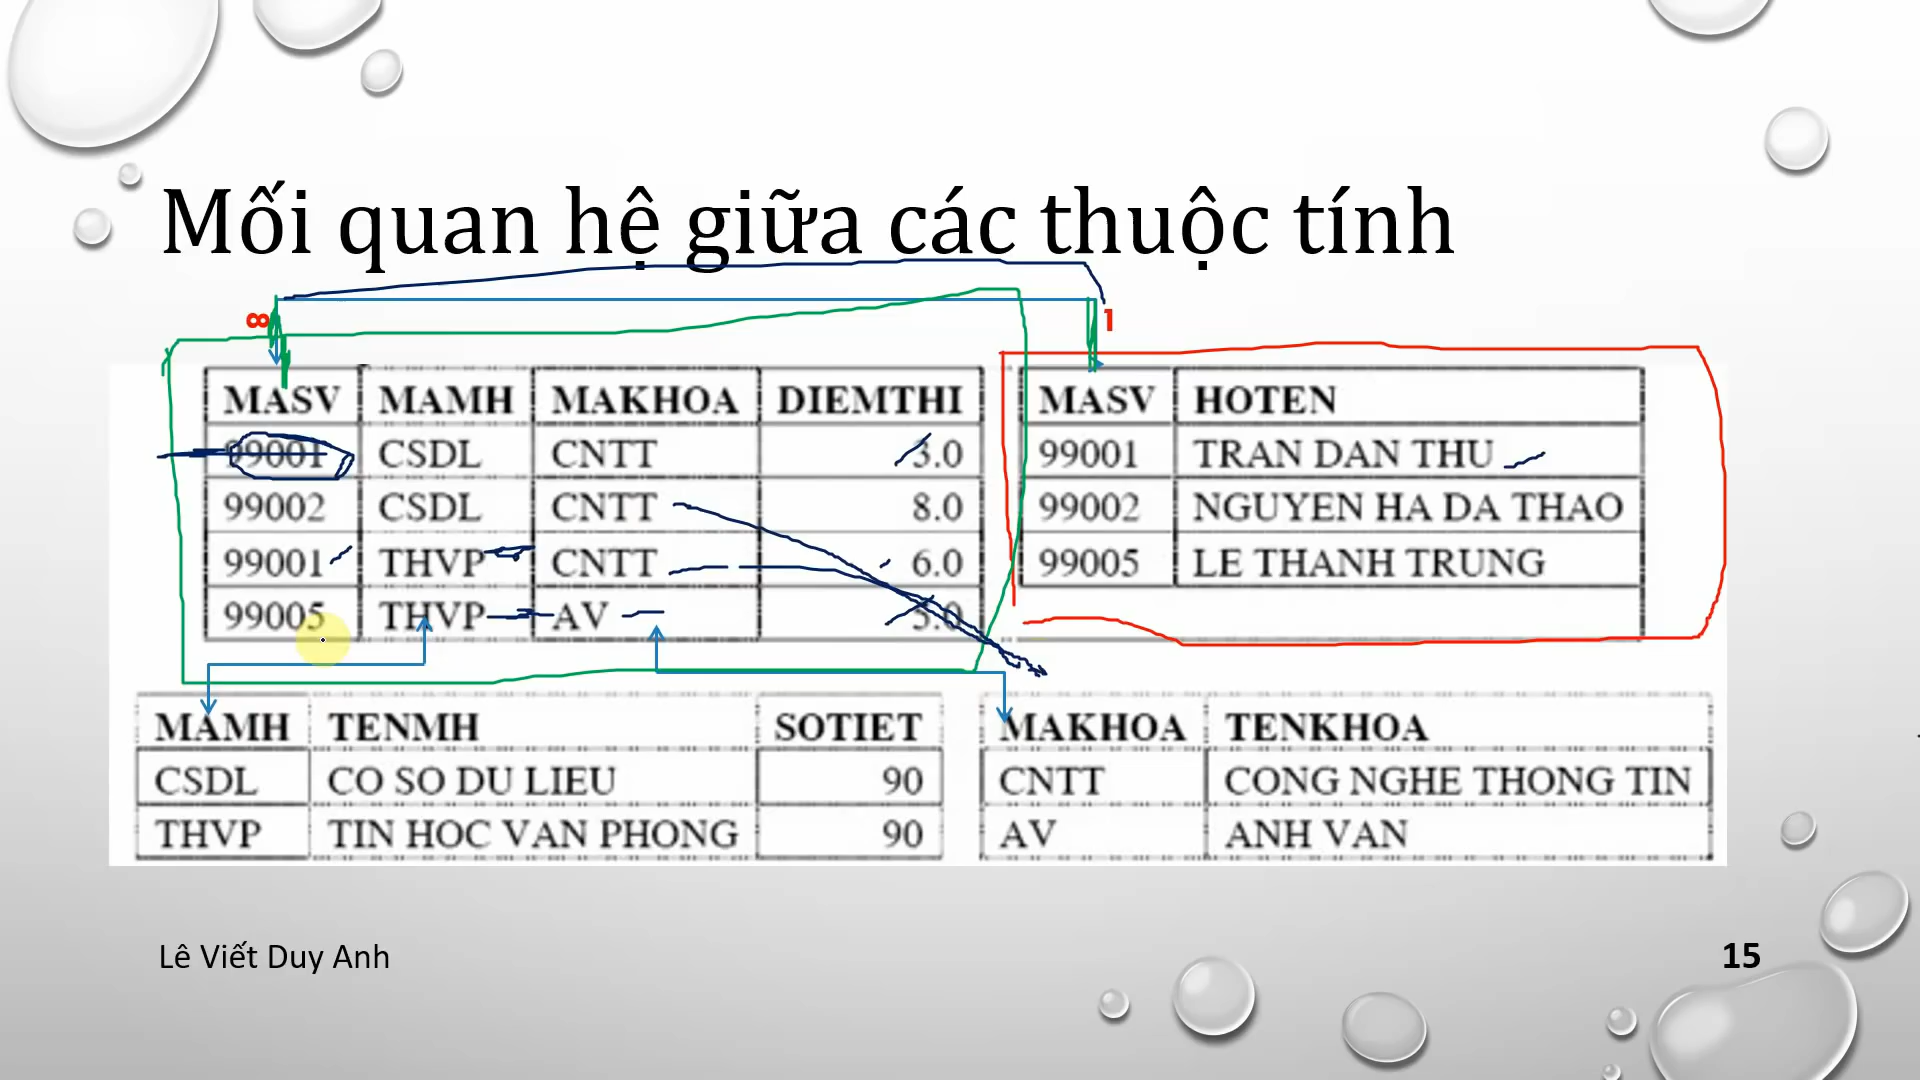 Mối quan hệ giữa các thuộc tính
∞ 1
MASV MAMH MAKHOA DIEMTHI
99001 CSDL CNTT 3.0
99002 CSDL CNTT 8.0
99001 THVP CNTT 6.0
99005 THVP AV 5.0
MASV HOTEN
99001 TRAN DAN THU
99002 NGUYEN HA DA THAO
99005 LE THANH TRUNG
MAMH TENMH SOTIET
CSDL CO SO DU LIEU 90
THVP TIN HOC VAN PHONG 90
MAKHOA TENKHOA
CNTT CONG NGHE THONG TIN
AV ANH VAN
Lê Viết Duy Anh
15